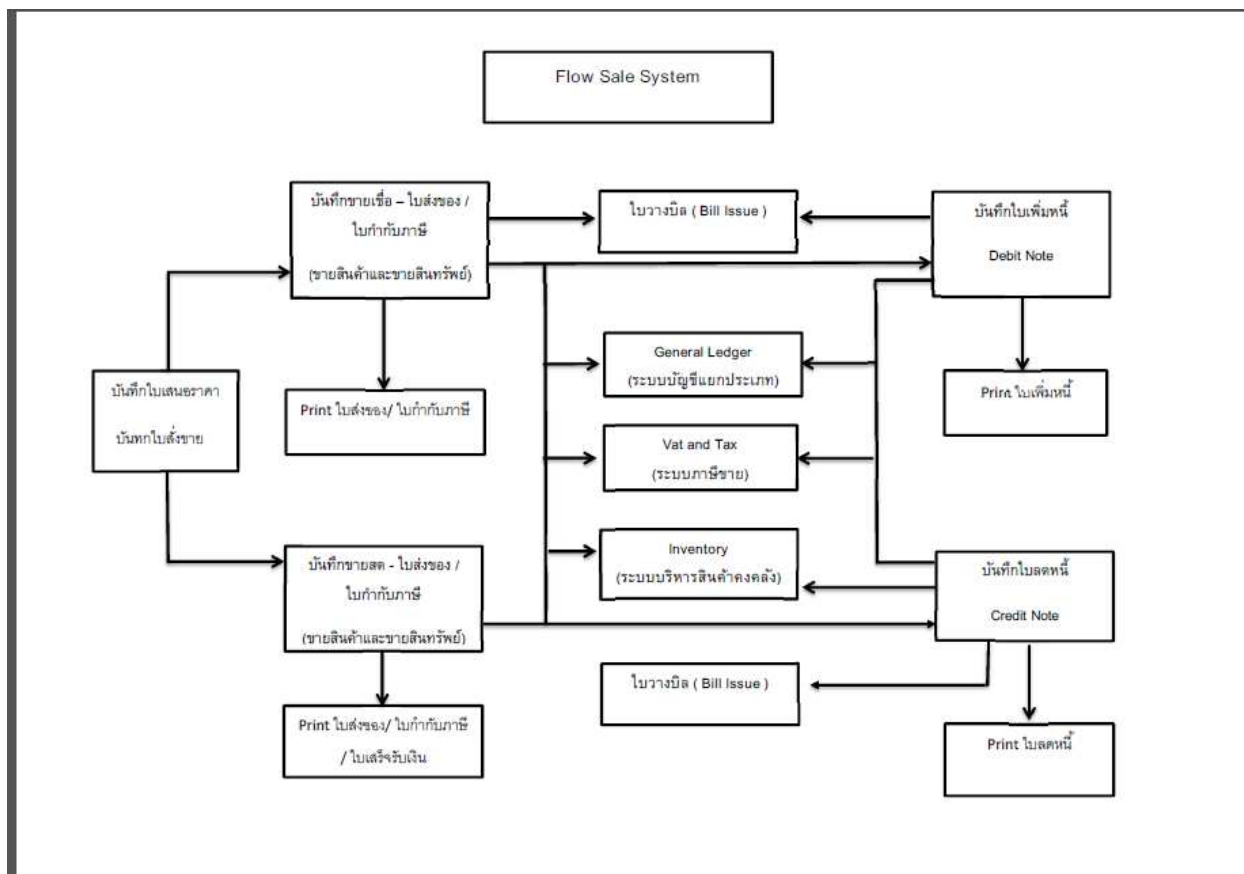 Flow Sale System
บันทึกขายเชื่อ – ใบส่งของ /
ใบกำกับภาษี
(ขายสินค้าและขายสินทรัพย์)
ใบวางบิล ( Bill Issue )
บันทึกใบเพิ่มหนี้
Debit Note
General Ledger
(ระบบบัญชีแยกประเภท)
บันทึกใบเสนอราคา
บันทกใบสั่งขาย
Print ใบส่งของ/ ใบกำกับภาษี
Print ใบเพิ่มหนี้
Vat and Tax
(ระบบภาษีขาย)
บันทึกขายสด - ใบส่งของ /
ใบกำกับภาษี
(ขายสินค้าและขายสินทรัพย์)
Inventory
(ระบบบริหารสินค้าคงคลัง)
บันทึกใบลดหนี้
Credit Note
ใบวางบิล ( Bill Issue )
Print ใบส่งของ/ ใบกำกับภาษี
/ ใบเสร็จรับเงิน
Print ใบลดหนี้